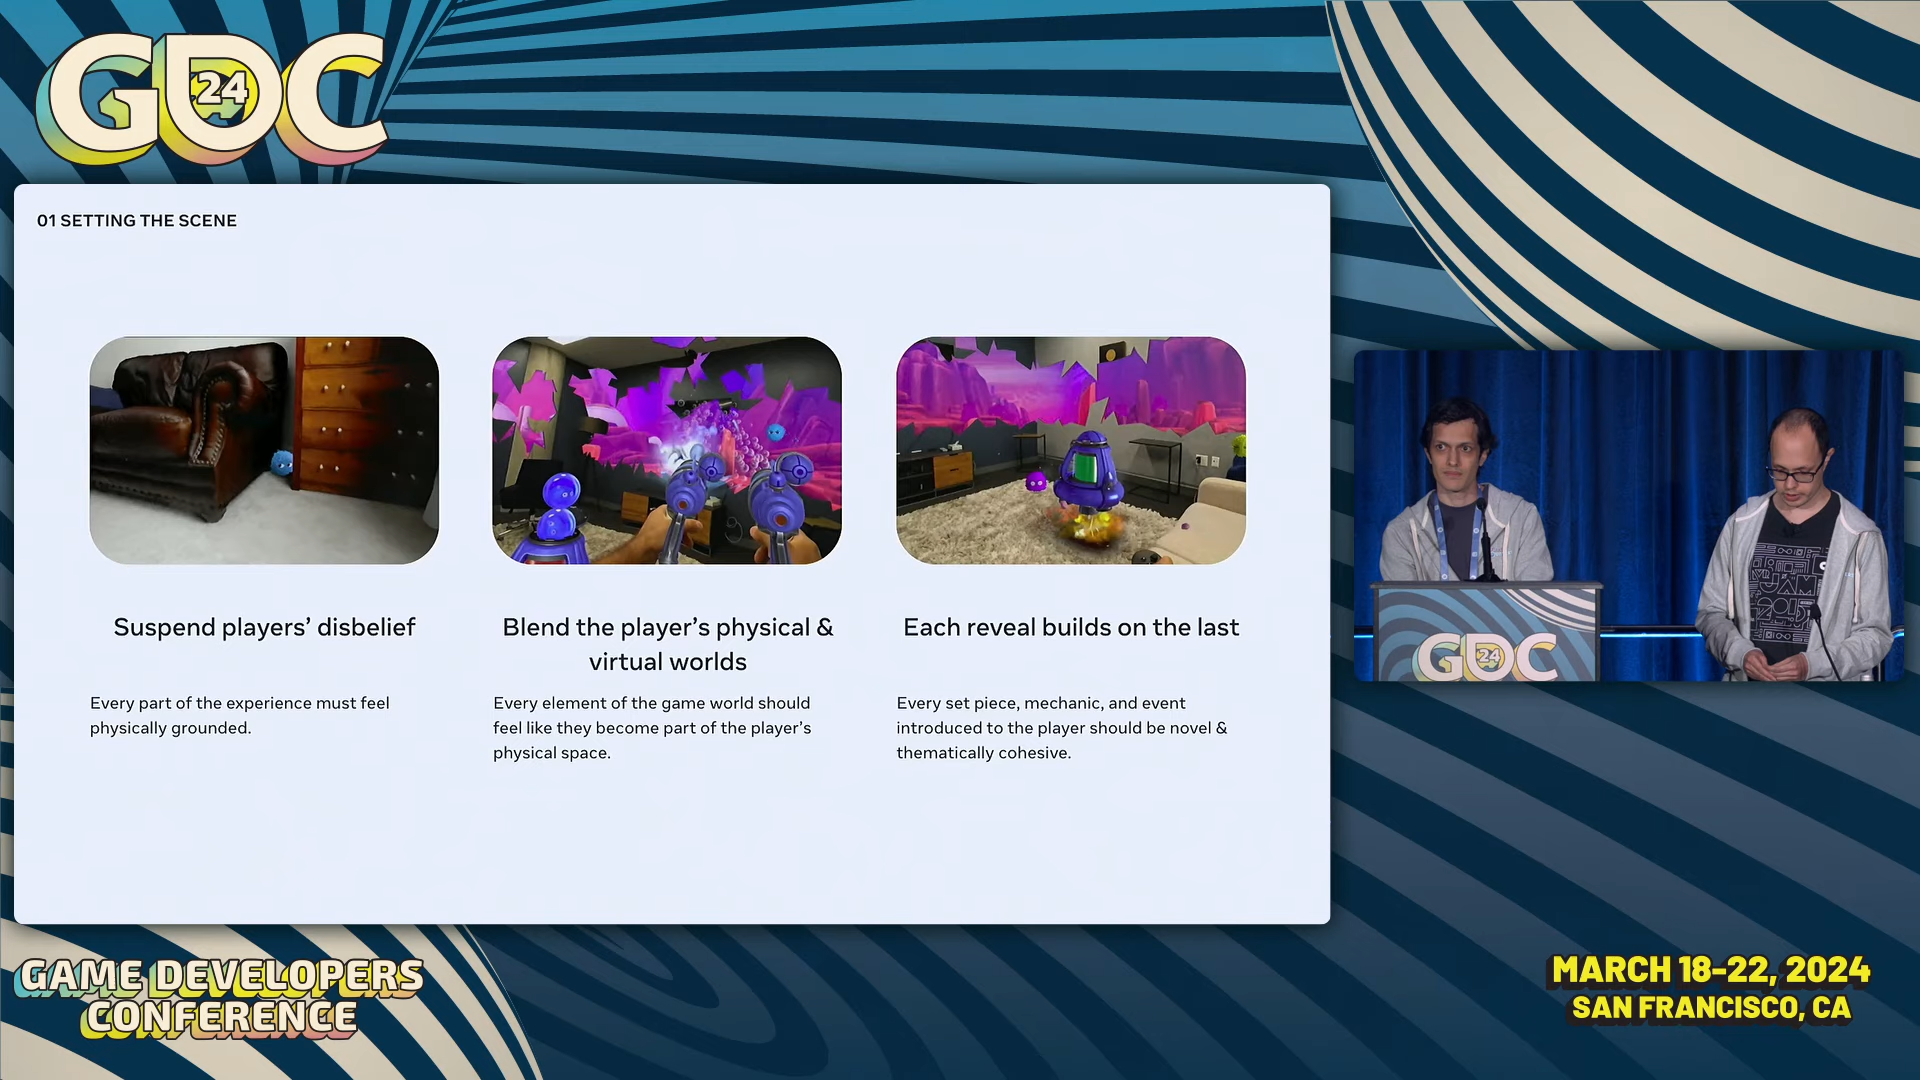 GDC
24
01 SETTING THE SCENE
Suspend players’ disbelief
Every part of the experience must feel
physically grounded.
Blend the player’s physical &
virtual worlds
Every element of the game world should
feel like they become part of the player’s
physical space.
Each reveal builds on the last
Every set piece, mechanic, and event
introduced to the player should be novel &
thematically cohesive.
JAM
GDC
24
GAME DEVELOPERS
CONFERENCE
MARCH 18-22, 2024
SAN FRANCISCO, CA